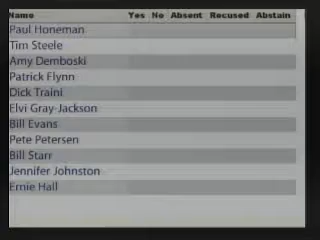 Name Yes No Absent Recused Abstain
Paul Honeman
Tim Steele
Amy Demboski
Patrick Flynn
Dick Traini
Elvi Gray-Jackson
Bill Evans
Pete Petersen
Bill Starr
Jennifer Johnston
Ernie Hall